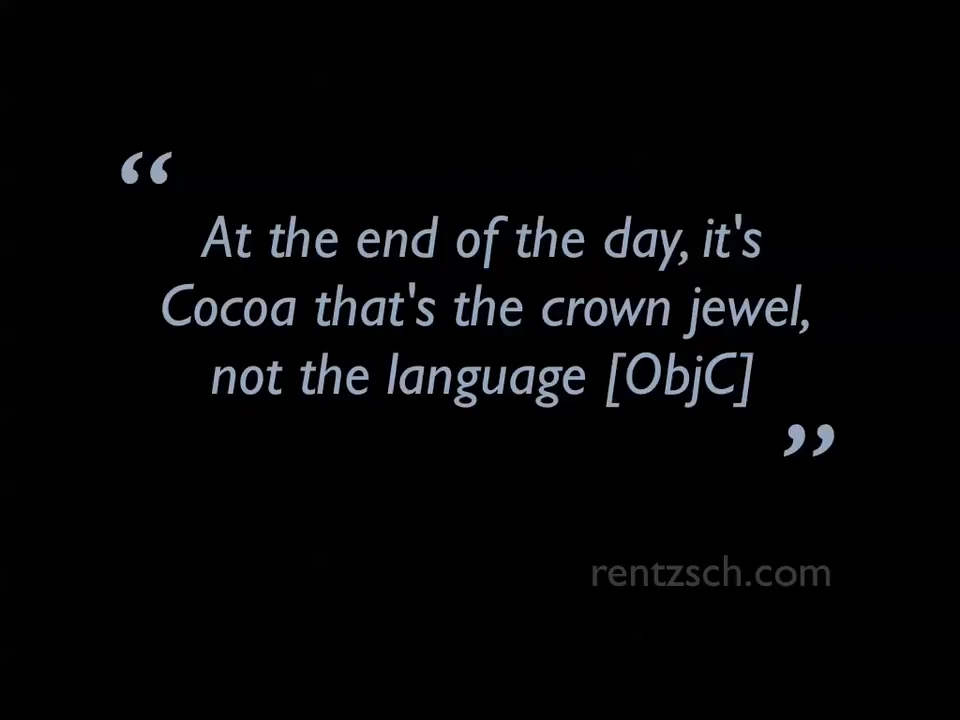 “
At the end of the day, it's
Cocoa that's the crown jewel,
not the language [ObjC]
”
rentzsch.com